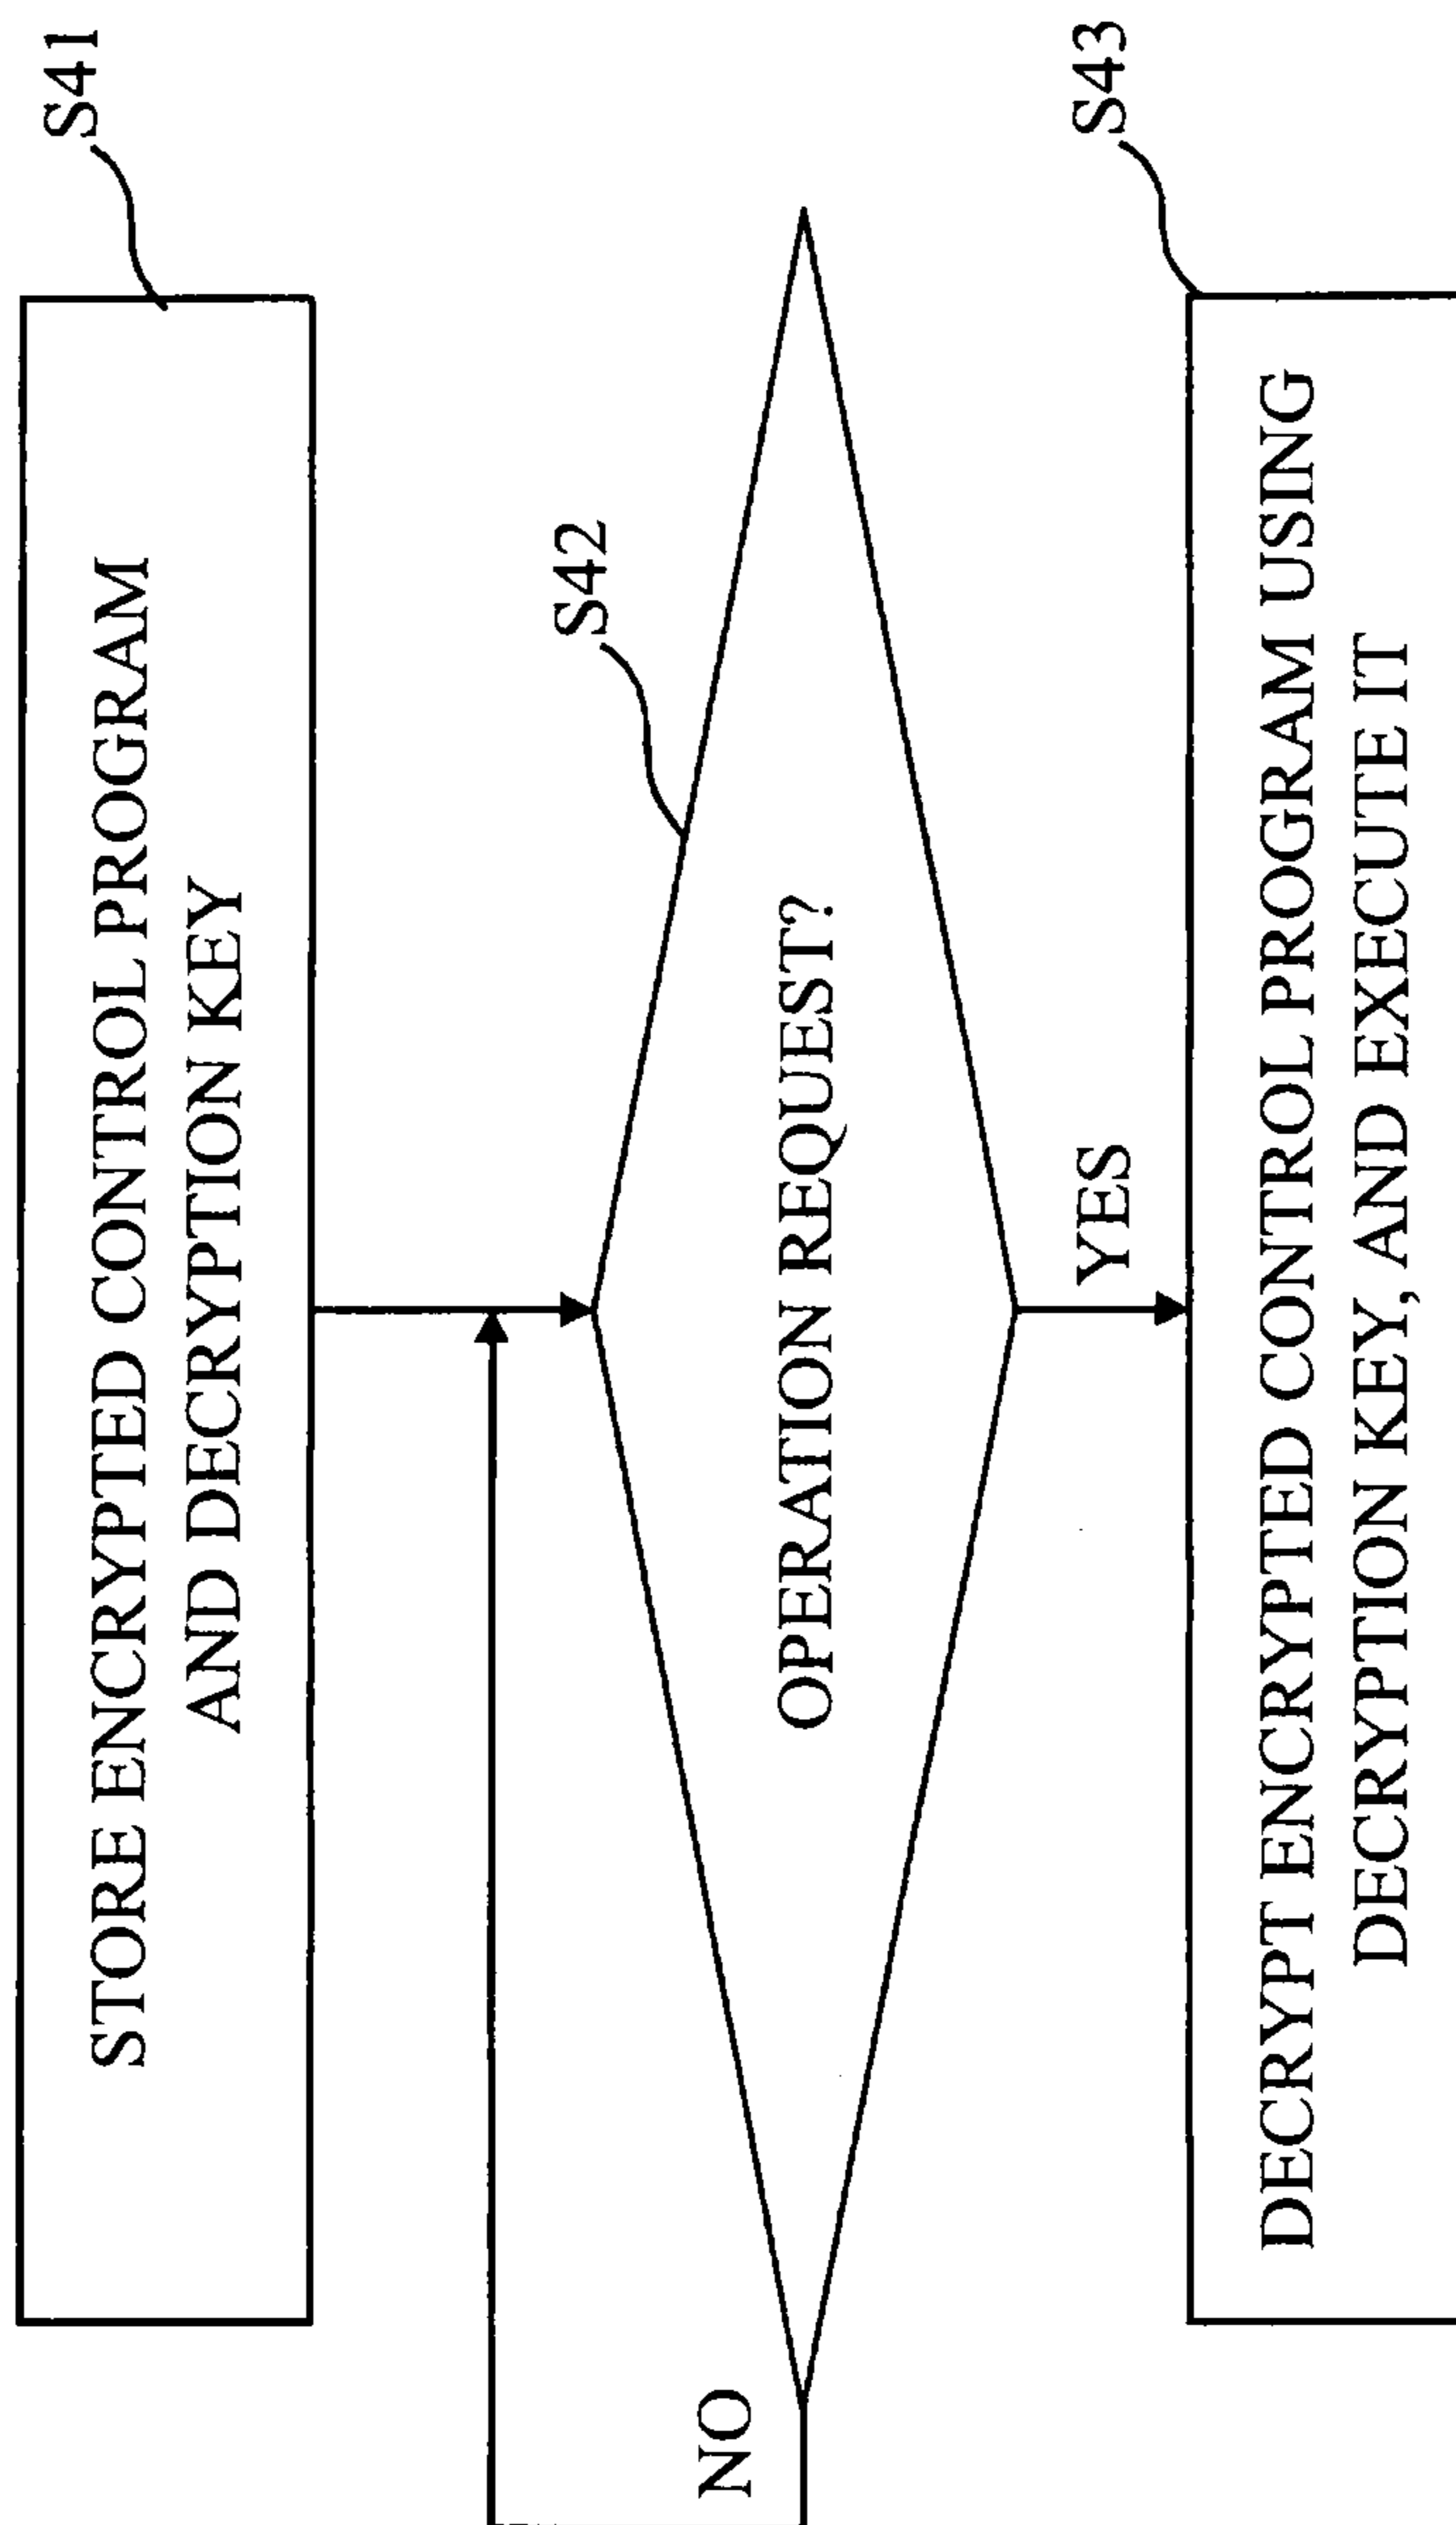 S41
STORE ENCRYPTED CONTROL PROGRAM
AND DECRYPTION KEY
S42
OPERATION REQUEST?
NO
YES
S43
DECRYPT ENCRYPTED CONTROL PROGRAM USING
DECRYPTION KEY, AND EXECUTE IT